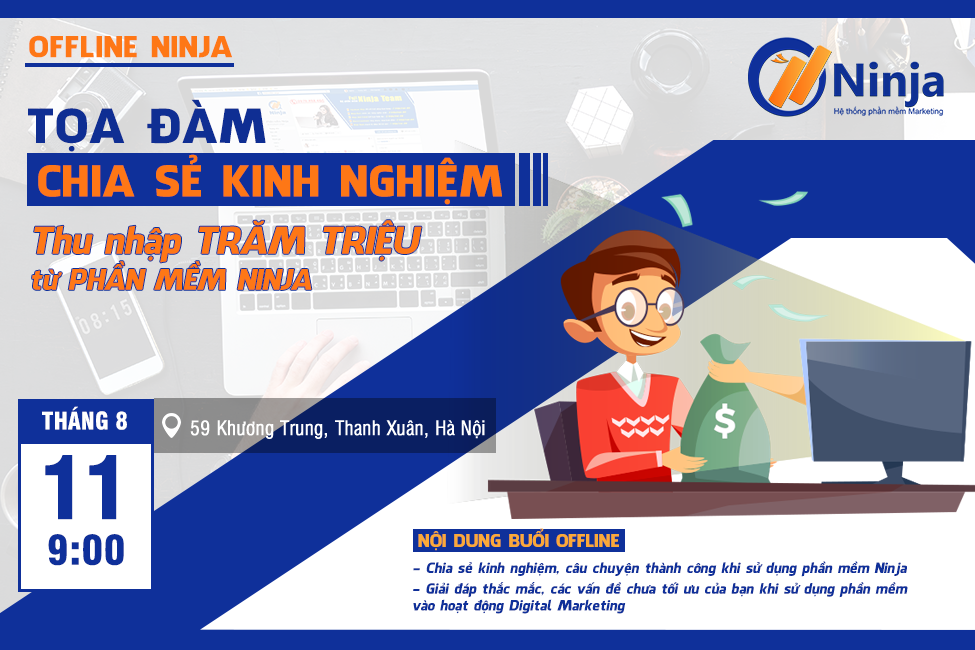 OFFLINE NINJA
Ninja
Hệ thống phần mềm Marketing
TỌA ĐÀM
CHIA SẺ KINH NGHIỆM
Thu nhập TRĂM TRIỆU
từ PHẦN MỀM NINJA
08:15
THÁNG 8
11
9:00
59 Khương Trung, Thanh Xuân, Hà Nội
$
NỘI DUNG BUỔI OFFLINE
– Chia sẻ kinh nghiệm, câu chuyện thành công khi sử dụng phần mềm Ninja
– Giải đáp thắc mắc, các vấn đề chưa tối ưu của bạn khi sử dụng phần mềm
vào hoạt động Digital Marketing